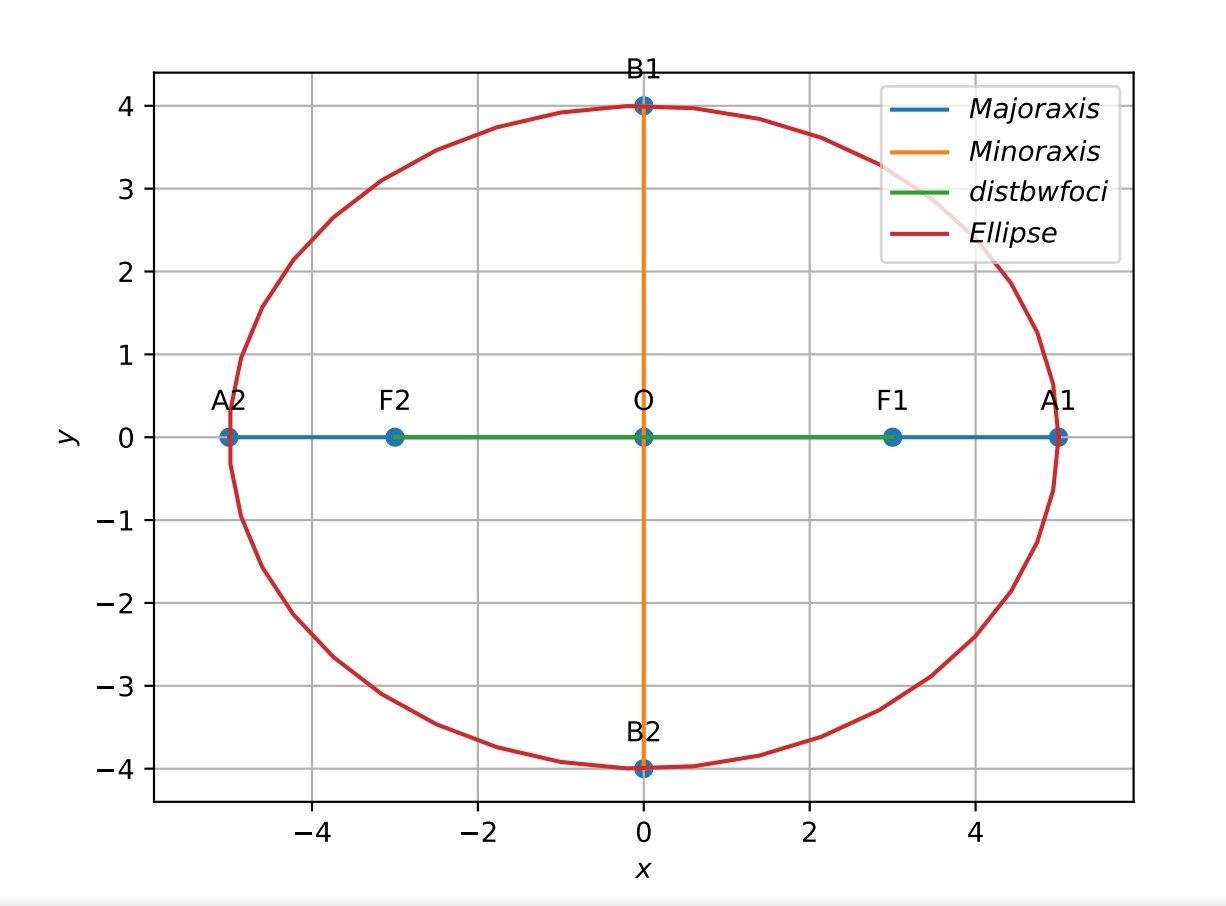 B1
Majoraxis
Minoraxis
distbwfoci
Ellipse
4
3
2
1
0
−1
−2
−3
−4
y
A2 F2 O F1 A1
B2
−4 −2 0 2 4
x